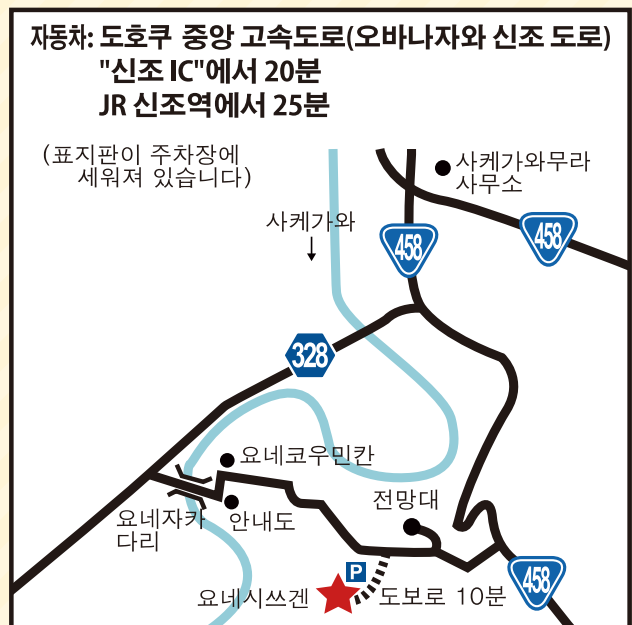 자동차: 도호쿠 중앙 고속도로(오바나자와 신조 도로)
"신조 IC"에서 20분
JR 신조역에서 25분
(표지판이 주차장에
세워져 있습니다)
사케가와무라
사무소
사케가와
458
458
328
요네코우민칸
요네자카
다리
안내도
전망대
P
요네시쓰겐
도보로 10분
458